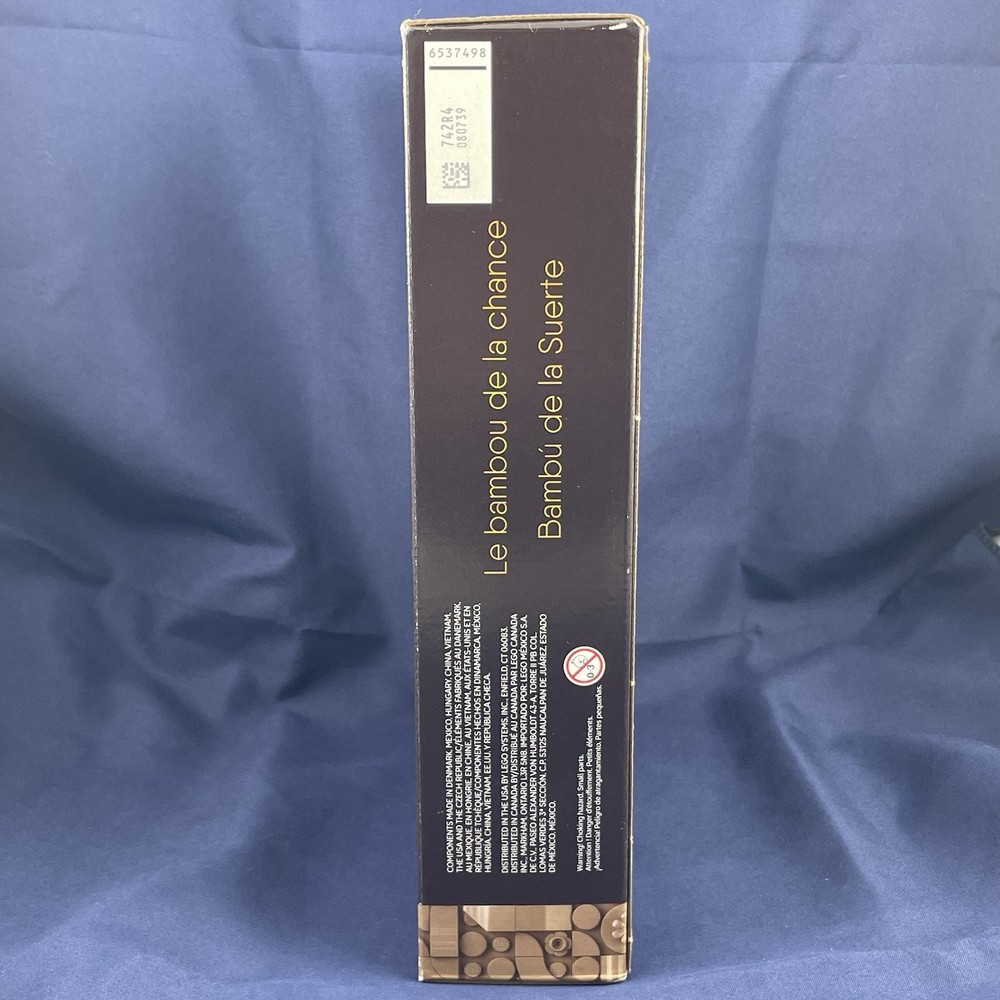 6537498
742R4
080739
Le bambou de la chance
Bambú de la Suerte
COMPONENTS MADE IN DENMARK, MEXICO, HUNGARY, CHINA, VIETNAM,
THE USA AND THE CZECH REPUBLIC/ÉLÉMENTS FABRIQUÉS AU DANEMARK,
AU MEXIQUE, EN HONGRIE, EN CHINE, AU VIETNAM, AUX ÉTATS-UNIS ET EN
RÉPUBLIQUE TCHÈQUE/COMPONENTES HECHOS EN DINAMARCA, MÉXICO,
HUNGRÍA, CHINA, VIETNAM, EE.UU. Y REPÚBLICA CHECA.
DISTRIBUTED IN THE USA BY LEGO SYSTEMS, INC., ENFIELD, CT 06083.
DISTRIBUTED IN CANADA BY/DISTRIBUÉ AU CANADA PAR LEGO CANADA
INC., MARKHAM, ONTARIO L3R 5N8. IMPORTADO POR: LEGO MÉXICO S.A.
DE C.V., PASEO ALEXANDER VON HUMBOLDT 43-A, TORRE II PB COL.
LOMAS VERDES 3ª SECCIÓN, C.P. 53125 NAUCALPAN DE JUÁREZ, ESTADO
DE MÉXICO, MÉXICO.
0-3
Warning! Choking hazard. Small parts.
Attention ! Danger d'étouffement. Petits éléments.
¡Advertencia! Peligro de atragantamiento. Partes pequeñas.